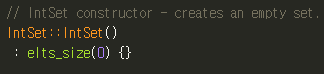 // IntSet constructor - creates an empty set.
IntSet::IntSet()
 : elts_size(0) {}